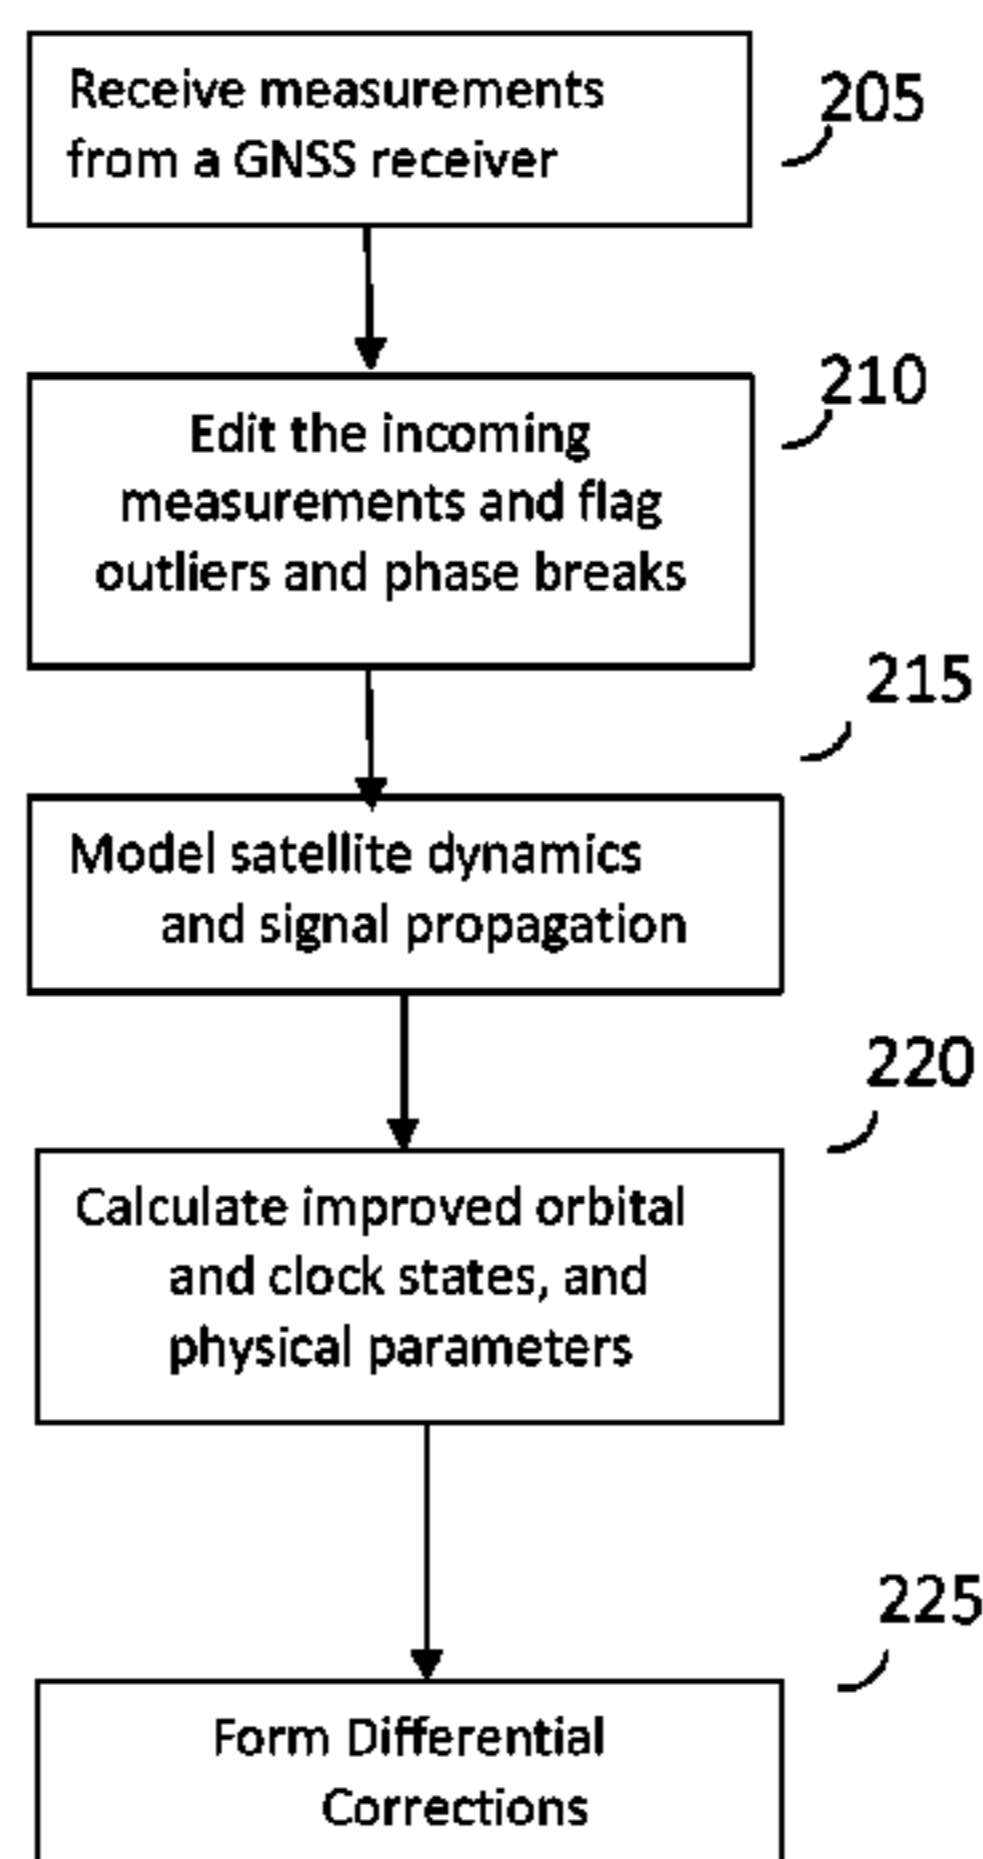 Receive measurements
from a GNSS receiver
205
Edit the incoming
measurements and flag
outliers and phase breaks
210
Model satellite dynamics
and signal propagation
215
Calculate improved orbital
and clock states, and
physical parameters
220
Form Differential
Corrections
225